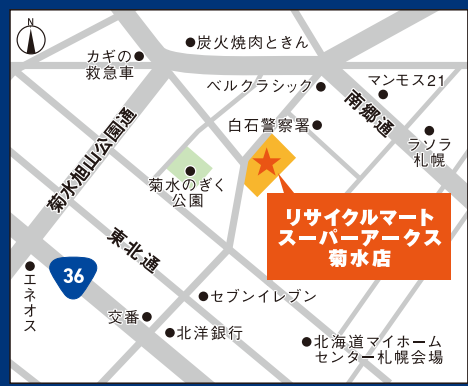 N
炭火焼肉ときん
カギの
救急車
ベルクラシック
マンモス21
南郷通
白石警察署
ラソラ
札幌
菊水旭山公園通
菊水のぎく
公園
リサイクルマート
スーパーアークス
菊水店
東北通
36
エネオス
セブンイレブン
交番
北洋銀行
北海道マイホーム
センター札幌会場